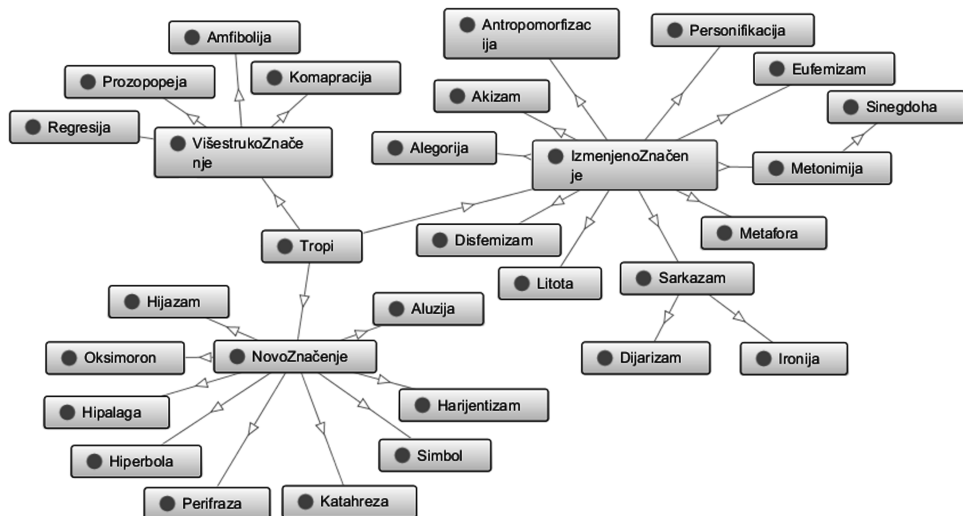 Antropomorfizac
ija
Personifikacija
Amfibolija
Eufemizam
Komapracija
Prozopopeja
Akizam
Sinegdoha
Regresija
VišestrukoZnače
nje
Alegorija
IzmenjenoZnačen
je
Metonimija
Tropi
Disfemizam
Metafora
Litota
Sarkazam
Hijazam
Aluzija
Oksimoron
NovoZnačenje
Dijarizam
Ironija
Hipalaga
Harijentizam
Hiperbola
Simbol
Perifraza
Katahreza